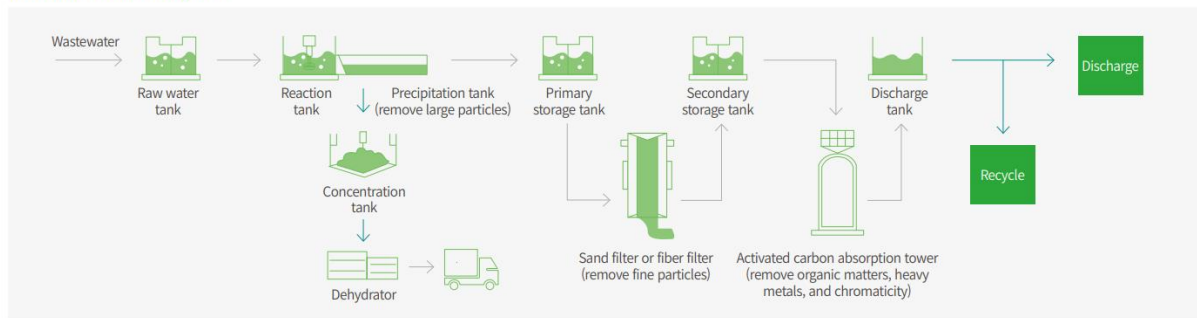 Wastewater
Raw water
tank
Reaction
tank
Precipitation tank
(remove large particles)
Primary
storage tank
Secondary
storage tank
Discharge
tank
Discharge
Recycle
Concentration
tank
Dehydrator
Sand filter or fiber filter
(remove fine particles)
Activated carbon absorption tower
(remove organic matters, heavy
metals, and chromaticity)